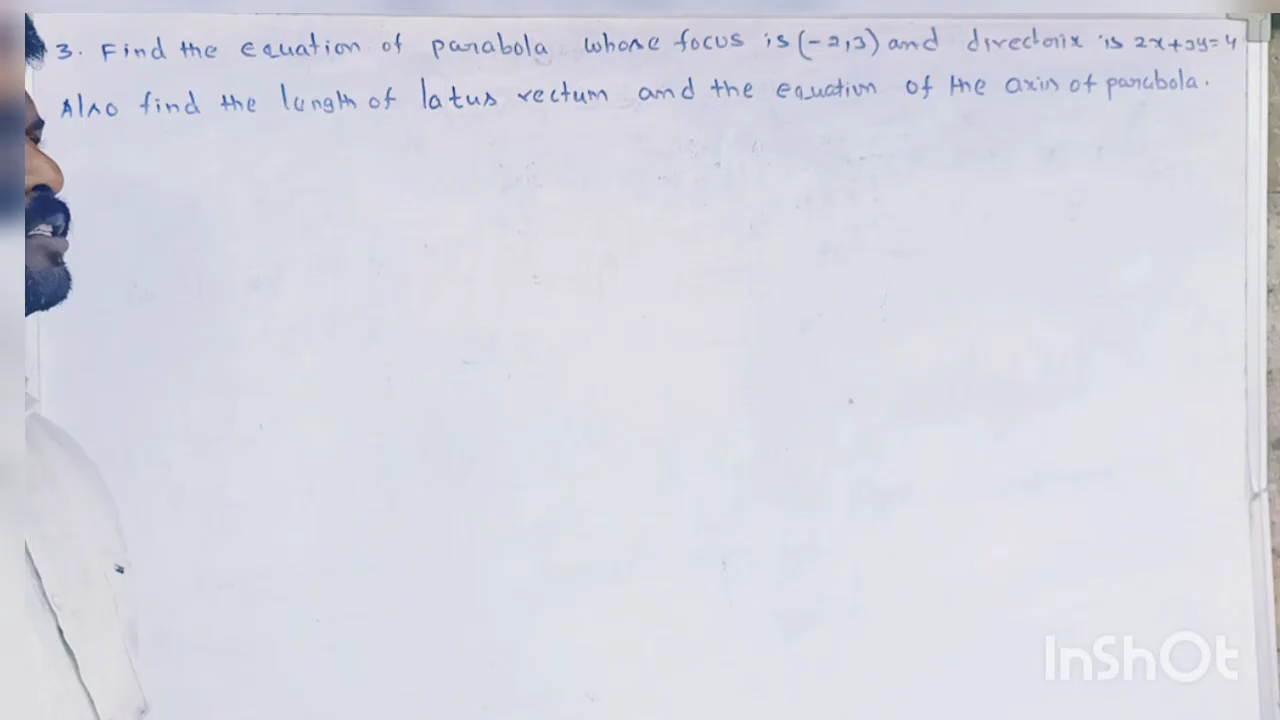 3. Find the equation of parabola whose focus is (-2,3) and directrix is 2x+3y=4
Also find the length of latus rectum and the equation of the axis of parabola.
InShOt